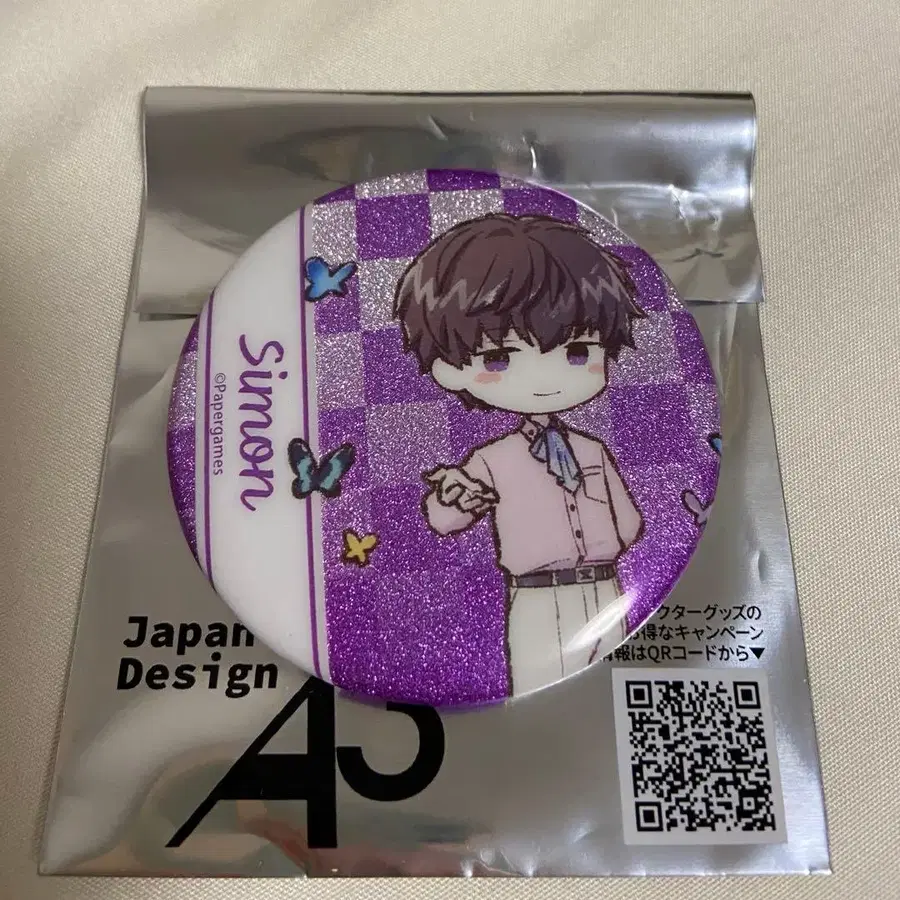 Simon
©Papergames
Japan
Design
A3
クターグッズの
お得なキャンペーン
情報はQRコードから▼